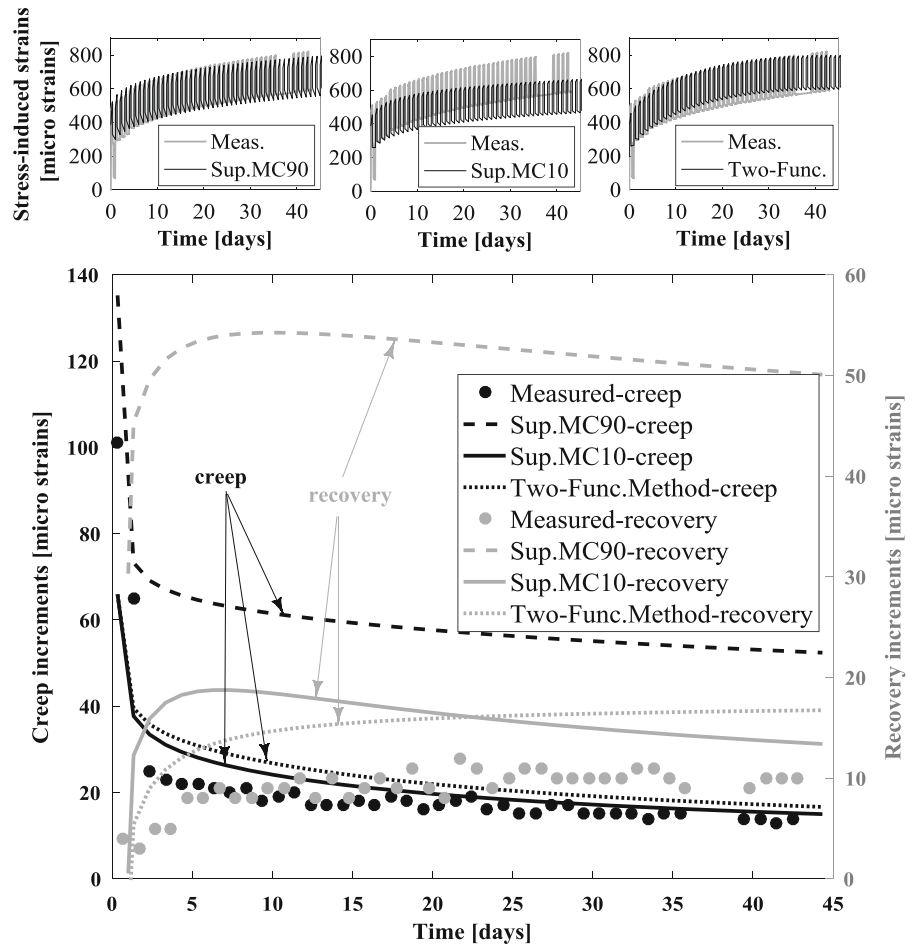 Stress-induced strains
[micro strains]
800
600
400
200
0
Meas.
Sup.MC90
0 10 20 30 40
Time [days]
800
600
400
200
0
Meas.
Sup.MC10
0 10 20 30 40
Time [days]
800
600
400
200
0
Meas.
Two-Func.
0 10 20 30 40
Time [days]
Creep increments [micro strains]
140
120
100
80
60
40
20
0
creep
recovery
Measured-creep
Sup.MC90-creep
Sup.MC10-creep
Two-Func.Method-creep
Measured-recovery
Sup.MC90-recovery
Sup.MC10-recovery
Two-Func.Method-recovery
60
50
40
30
20
10
0
Recovery increments [micro strains]
0 5 10 15 20 25 30 35 40 45
Time [days]